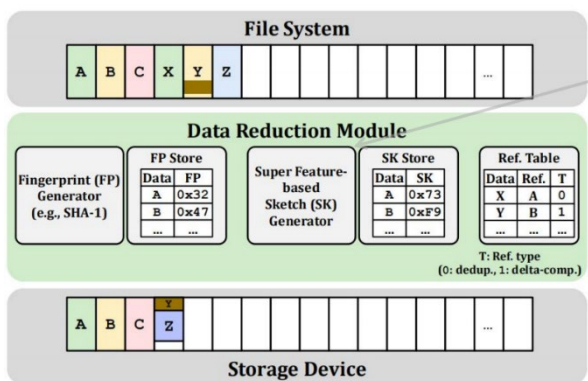 File System
A B C X Y Z ...
Data Reduction Module
Fingerprint (FP)
Generator
(e.g., SHA-1)
FP Store
Data FP
A 0x32
B 0x47
... ...
Super Feature-
based
Sketch (SK)
Generator
SK Store
Data SK
A 0x73
B 0xF9
... ...
Ref. Table
Data Ref. T
X A 0
Y B 1
... ... ...
T: Ref. type
(0: dedup., 1: delta-comp.)
A B C Y Z ...
Storage Device